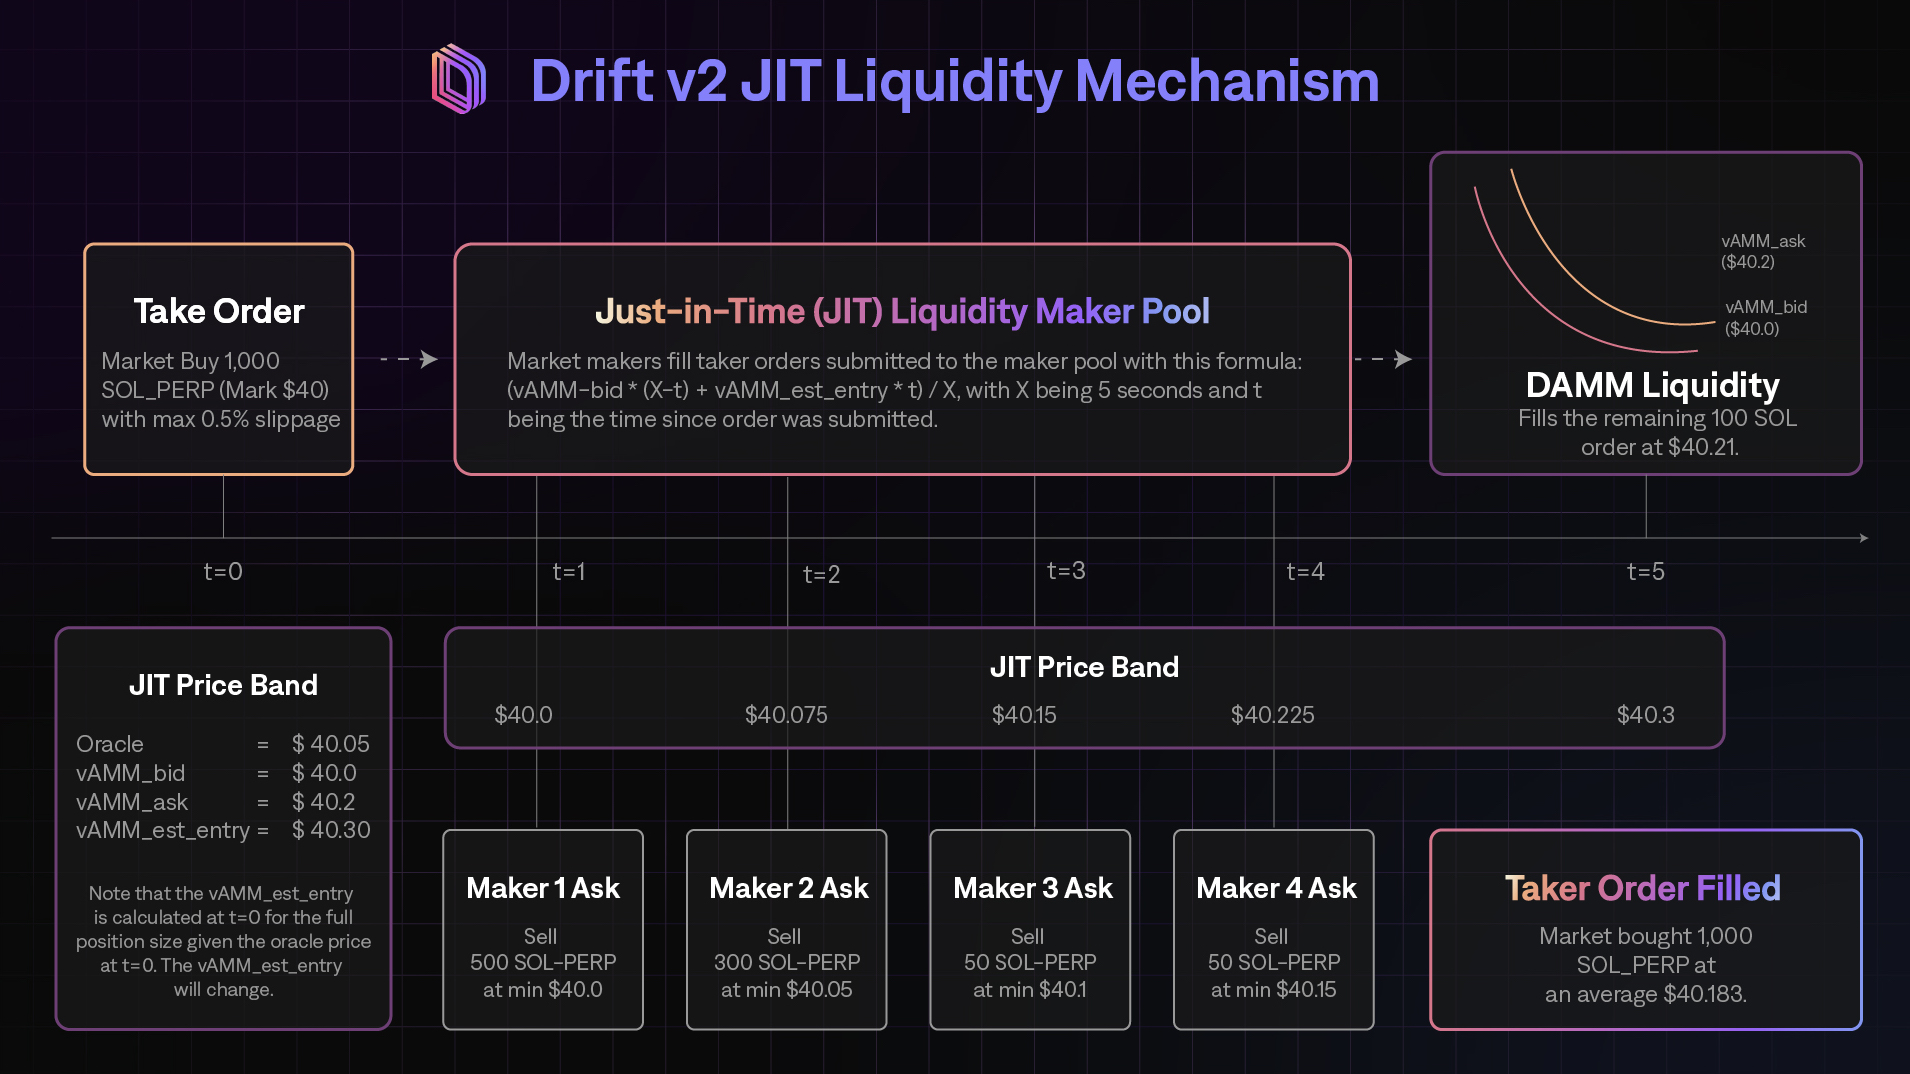 Drift v2 JIT Liquidity Mechanism
Take Order
Market Buy 1,000
SOL_PERP (Mark $40)
with max 0.5% slippage
Just-in-Time (JIT) Liquidity Maker Pool
Market makers fill taker orders submitted to the maker pool with this formula:
(vAMM-bid * (X-t) + vAMM_est_entry * t) / X, with X being 5 seconds and t
being the time since order was submitted.
vAMM_ask
($40.2)
vAMM_bid
($40.0)
DAMM Liquidity
Fills the remaining 100 SOL
order at $40.21.
t=0
t=1
t=2
t=3
t=4
t=5
JIT Price Band
Oracle = $ 40.05
vAMM_bid = $ 40.0
vAMM_ask = $ 40.2
vAMM_est_entry = $ 40.30
Note that the vAMM_est_entry
is calculated at t=0 for the full
position size given the oracle price
at t=0. The vAMM_est_entry
will change.
JIT Price Band
$40.0 $40.075 $40.15 $40.225 $40.3
Maker 1 Ask
Sell
500 SOL-PERP
at min $40.0
Maker 2 Ask
Sell
300 SOL-PERP
at min $40.05
Maker 3 Ask
Sell
50 SOL-PERP
at min $40.1
Maker 4 Ask
Sell
50 SOL-PERP
at min $40.15
Taker Order Filled
Market bought 1,000
SOL_PERP at
an average $40.183.